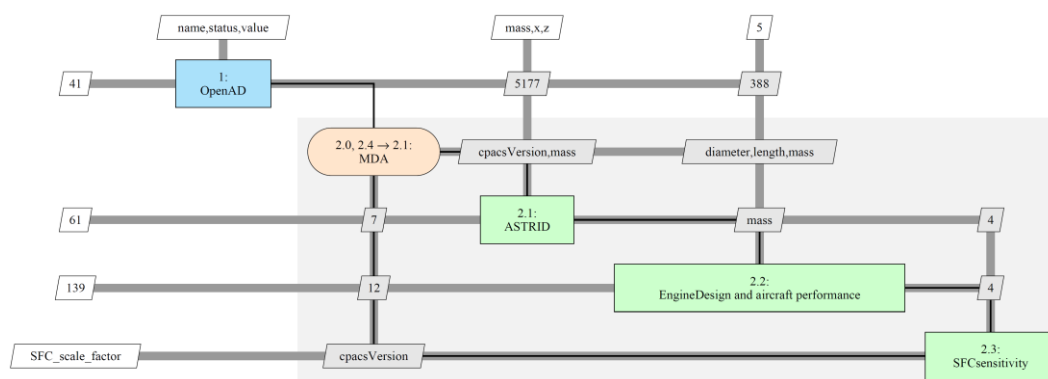 name,status,value
mass,x,z
5
41
1:
OpenAD
5177
388
2.0, 2.4 → 2.1:
MDA
cpacsVersion,mass
diameter,length,mass
61
7
2.1:
ASTRID
mass
4
139
12
2.2:
EngineDesign and aircraft performance
4
SFC_scale_factor
cpacsVersion
2.3:
SFCsensitivity